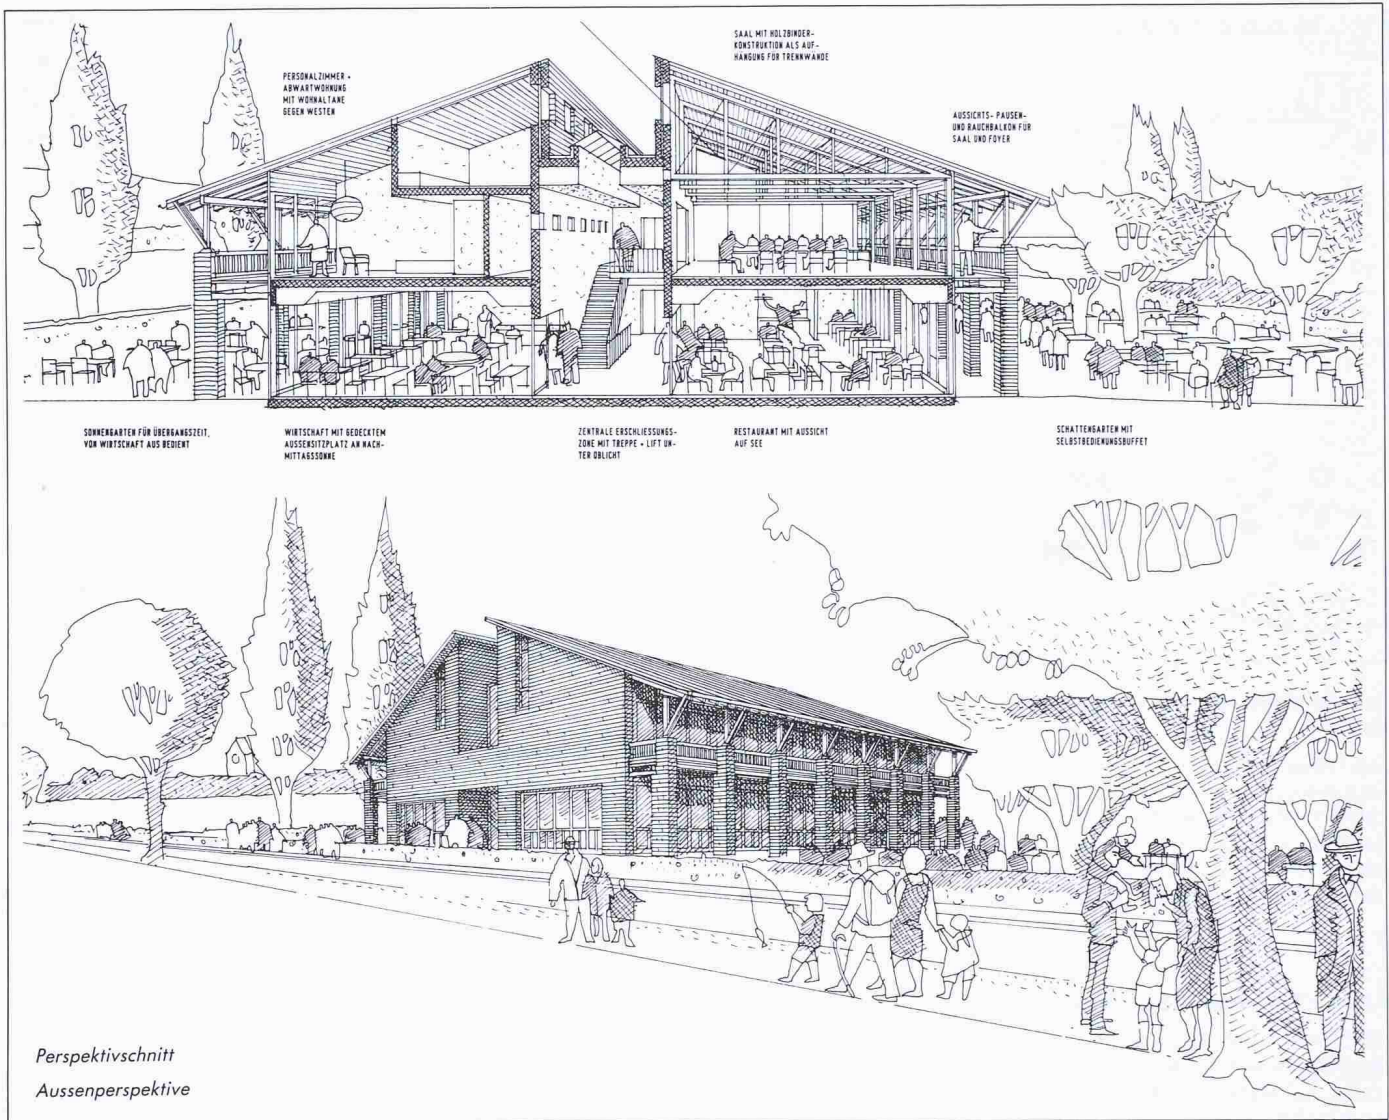 SAAL MIT HOLZBINDER-
KONSTRUKTION ALS AUF-
HÄNGUNG FÜR TRENNWÄNDE
PERSONALZIMMER +
ABWARTWOHNUNG
MIT WOHNALTANE
GEGEN WESTEN
AUSSICHTS- PAUSEN-
UND RAUCHBALKON FÜR
SAAL UND FOYER
SONNENGARTEN FÜR ÜBERGANGSZEIT,
VON WIRTSCHAFT AUS BEDIENT
WIRTSCHAFT MIT GEDECKTEM
AUSSENSITZPLATZ AN NACH-
MITTAGSSONNE
ZENTRALE ERSCHLIESSUNGS-
ZONE MIT TREPPE + LIFT UN-
TER OBLICHT
RESTAURANT MIT AUSSICHT
AUF SEE
SCHATTENGARTEN MIT
SELBSTBEDIENUNGSBUFFET
Perspektivschnitt
Aussenperspektive